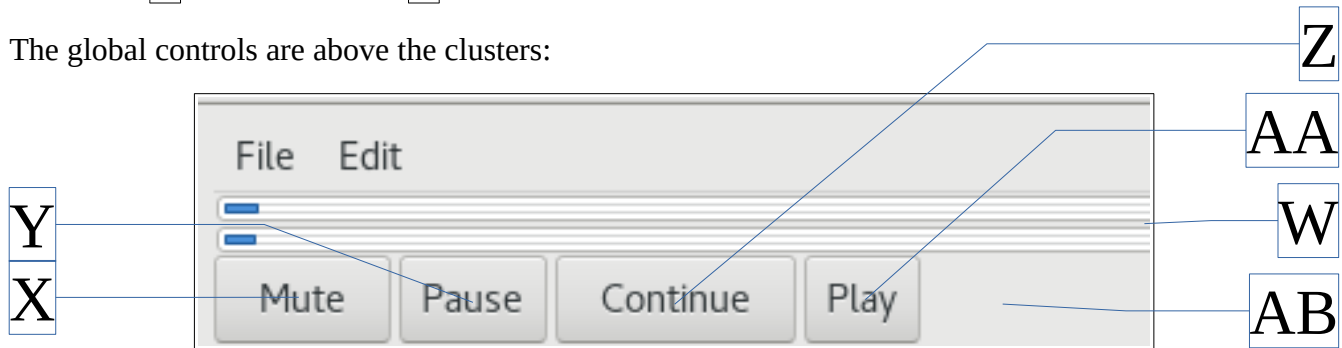 The global controls are above the clusters:
Z
AA
File Edit
W
Y
X
Mute Pause Continue Play
AB